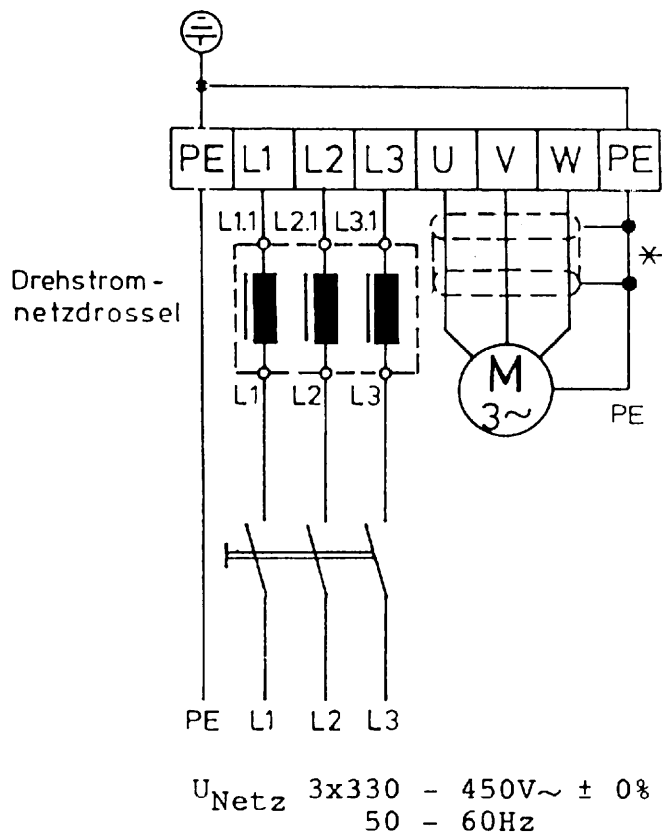 PE L1 L2 L3 U V W PE
L1.1 L2.1 L3.1
*
Drehstrom-
netzdrossel
L1 L2 L3
M
3~
PE
PE L1 L2 L3
UNetz 3x330 - 450V~ ± 0%
50 - 60Hz